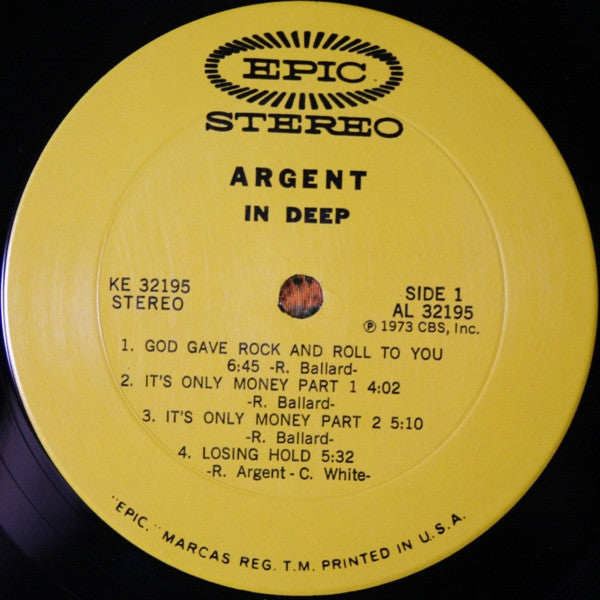 EPIC
STEREO
ARGENT
IN DEEP
KE 32195
STEREO
SIDE 1
AL 32195
℗ 1973 CBS, Inc.
1. GOD GAVE ROCK AND ROLL TO YOU
6:45 -R. Ballard-
2. IT'S ONLY MONEY PART 1 4:02
-R. Ballard-
3. IT'S ONLY MONEY PART 2 5:10
-R. Ballard-
4. LOSING HOLD 5:32
-R. Argent - C. White-
"EPIC," MARCAS REG. T.M. PRINTED IN U.S.A.